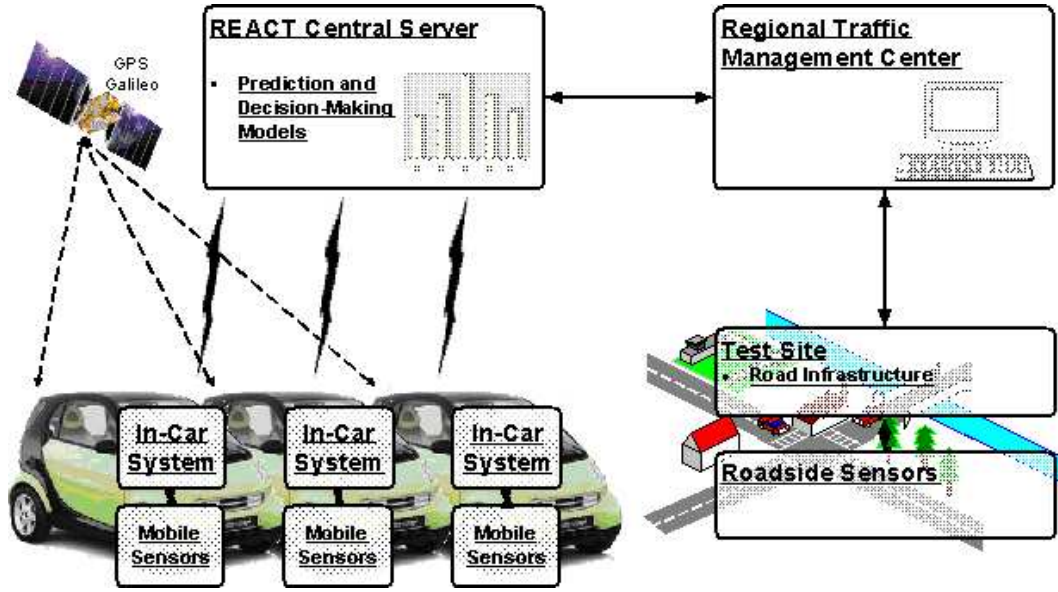 GPS
Galileo
REACT Central Server
• Prediction and
Decision-Making
Models
Regional Traffic
Management Center
Test Site
• Road Infrastructure
Roadside Sensors
In-Car
System
In-Car
System
In-Car
System
Mobile
Sensors
Mobile
Sensors
Mobile
Sensors